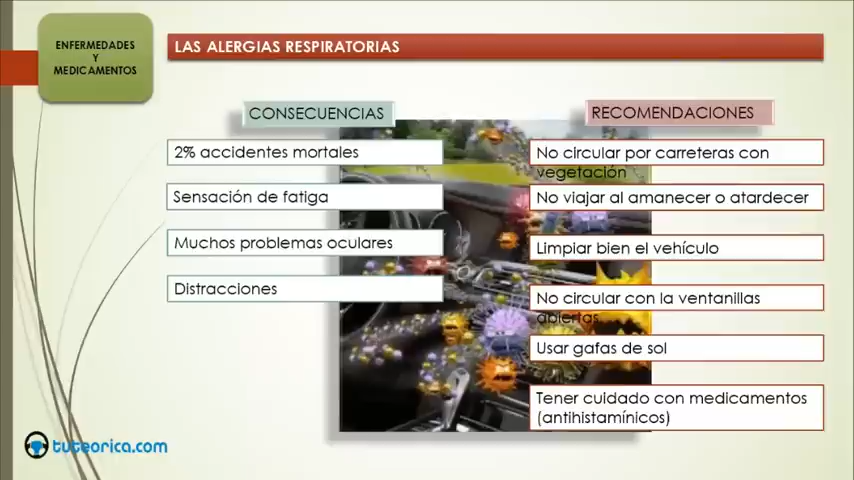 ENFERMEDADES
Y
MEDICAMENTOS
LAS ALERGIAS RESPIRATORIAS
CONSECUENCIAS
2% accidentes mortales
Sensación de fatiga
Muchos problemas oculares
Distracciones
RECOMENDACIONES
No circular por carreteras con
vegetación
No viajar al amanecer o atardecer
Limpiar bien el vehículo
No circular con la ventanillas
abiertas
Usar gafas de sol
Tener cuidado con medicamentos
(antihistamínicos)
tuteorica.com